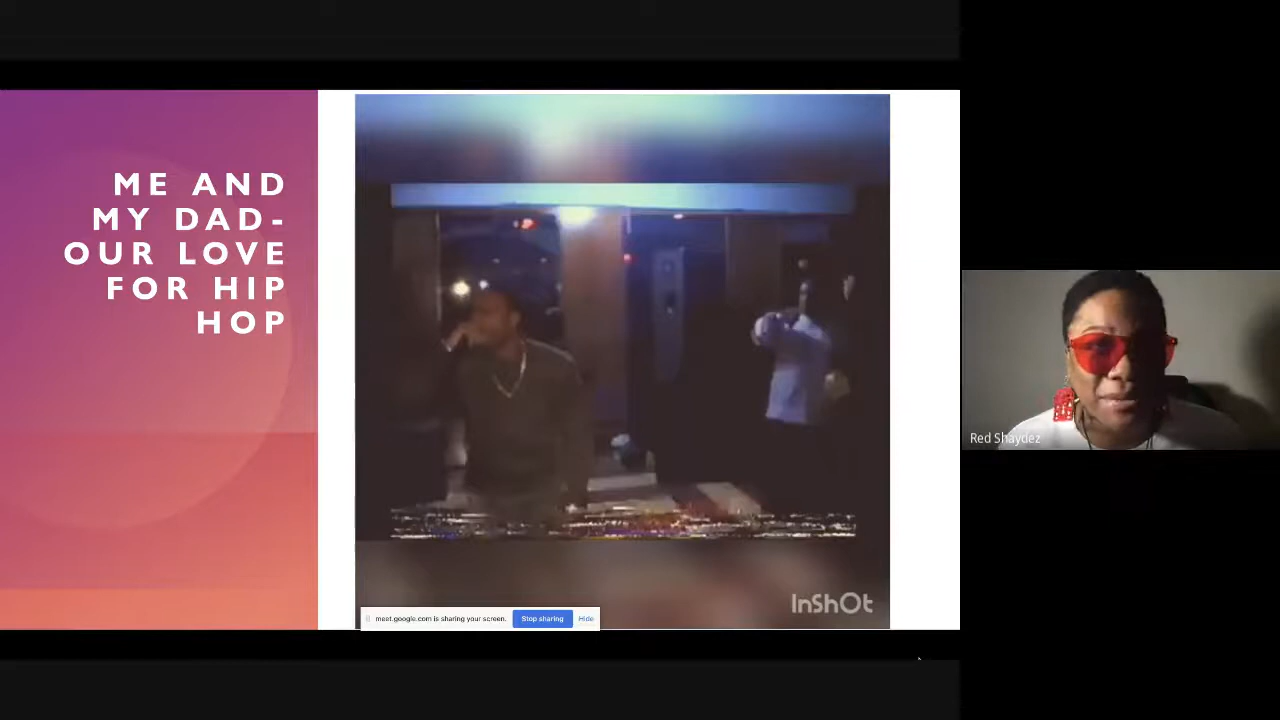 ME AND
MY DAD-
OUR LOVE
FOR HIP
HOP
InShOt
meet.google.com is sharing your screen. Stop sharing Hide
Red Shaydez